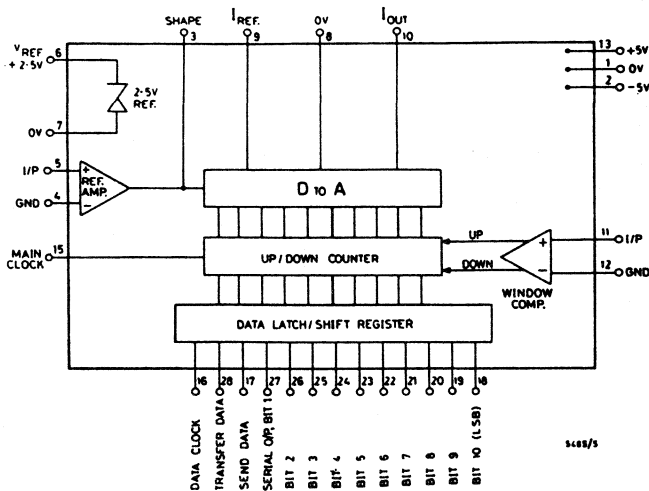 SHAPE
3
I REF.
9
0V
8
I OUT
10
VREF
+2·5V
6
2·5V
REF.
0V
7
13
+5V
1
0V
2
-5V
I/P
5
+
REF.
AMP.
-
GND
4
D TO A
MAIN
CLOCK
15
UP/DOWN COUNTER
UP
DOWN
+
-
WINDOW
COMP.
11
I/P
12
GND
DATA LATCH/SHIFT REGISTER
16
28
17
27
26
25
24
23
22
21
20
19
18
DATA CLOCK
TRANSFER DATA
SEND DATA
SERIAL O/P, BIT 1
BIT 2
BIT 3
BIT 4
BIT 5
BIT 6
BIT 7
BIT 8
BIT 9
BIT 10 (LSB)